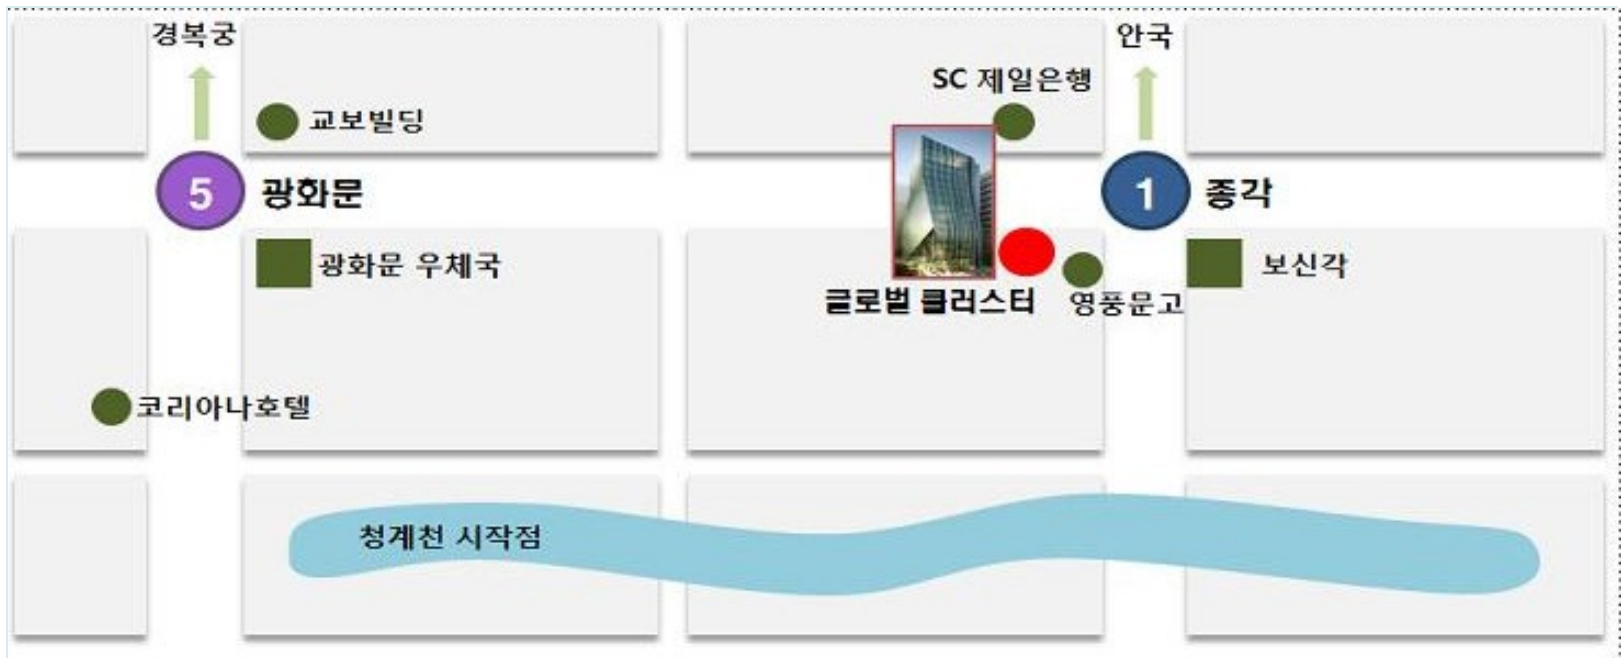 경복궁
안국
SC 제일은행
교보빌딩
5 광화문
1 종각
광화문 우체국
보신각
글로벌 클러스터
영풍문고
코리아나호텔
청계천 시작점